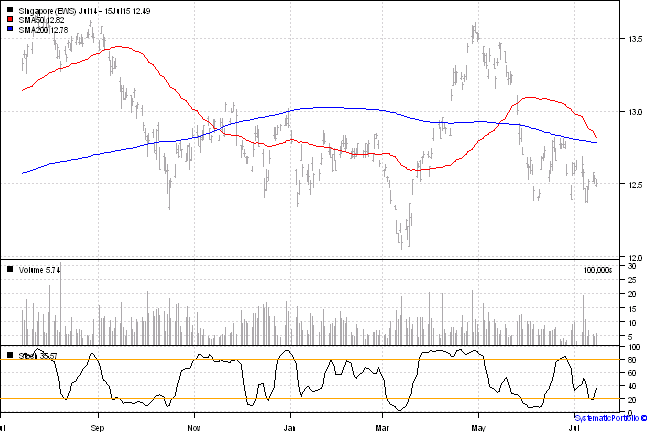 Singapore (EWS) Jul14 - 15Jul15 12.49
SMA50 12.82
SMA200 12.78
13.5
13.0
12.5
12.0
Volume 5.74
100,000s
30
25
20
15
10
5
Stoch 35.57
100
80
60
40
20
0
Jul Sep Nov Jan Mar May Jul
SystematicPortfolio ©